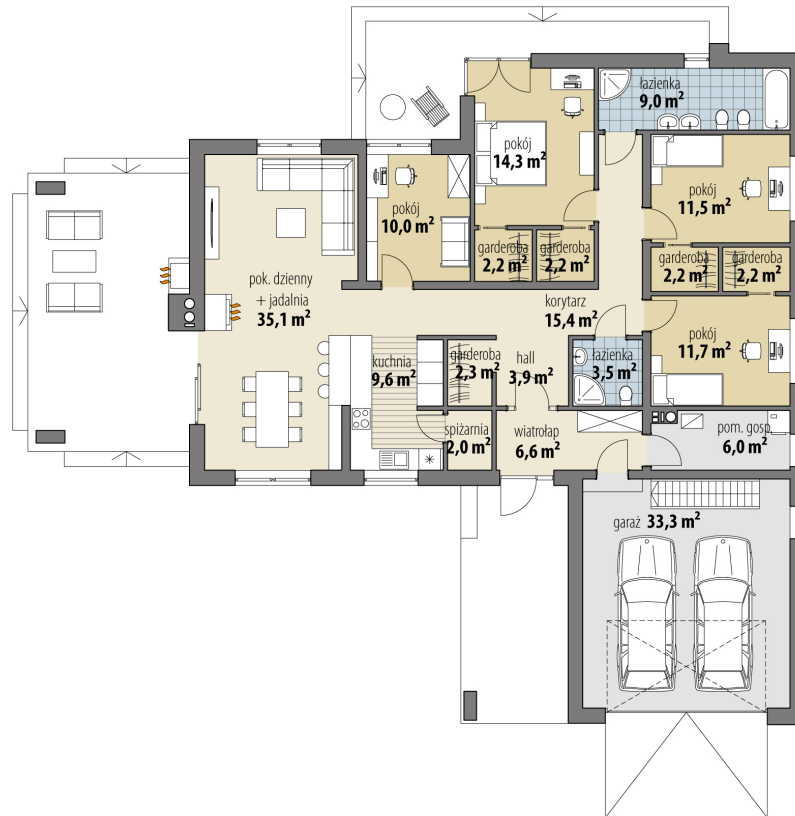 łazienka
9,0 m²
pokój
14,3 m²
pokój
11,5 m²
pokój
10,0 m²
garderoba
2,2 m²
garderoba
2,2 m²
garderoba
2,2 m²
garderoba
2,2 m²
pok. dzienny
+ jadalnia
35,1 m²
korytarz
15,4 m²
pokój
11,7 m²
kuchnia
9,6 m²
garderoba
2,3 m²
hall
3,9 m²
łazienka
3,5 m²
spiżarnia
2,0 m²
wiatrołap
6,6 m²
pom. gosp.
6,0 m²
garaż 33,3 m²